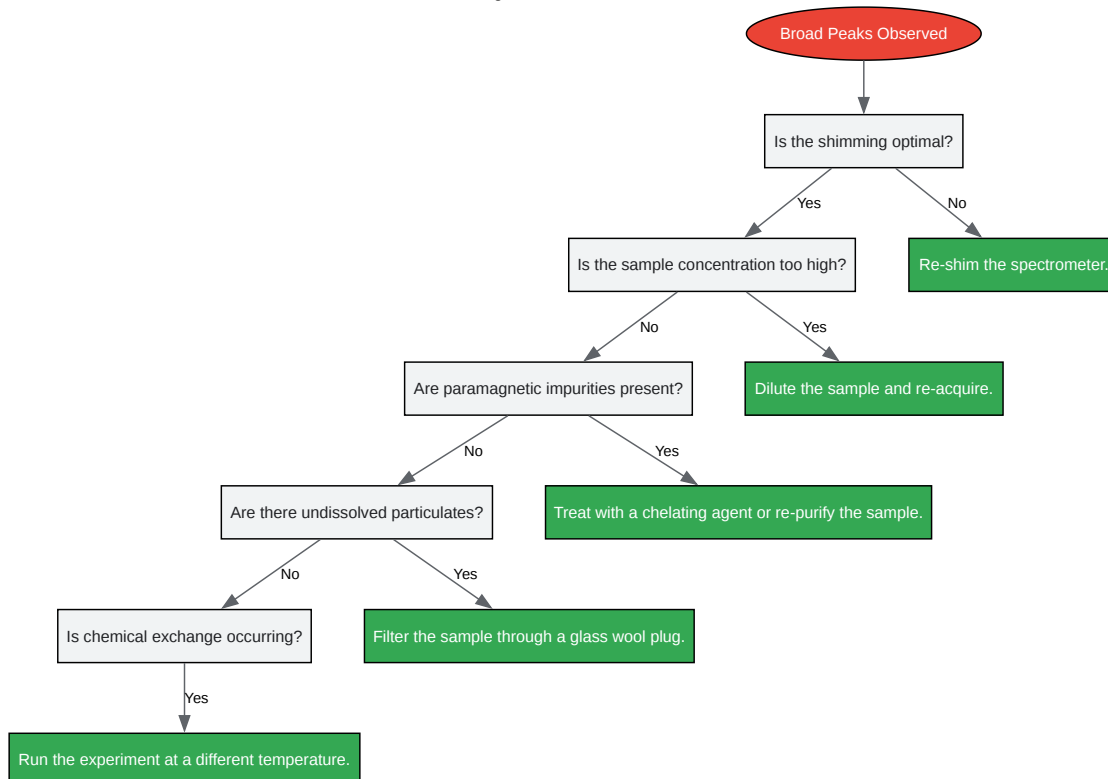 Broad Peaks Observed
Is the shimming optimal?
Yes
No
Is the sample concentration too high?
Re-shim the spectrometer.
No
Yes
Are paramagnetic impurities present?
Dilute the sample and re-acquire.
No
Yes
Are there undissolved particulates?
Treat with a chelating agent or re-purify the sample.
No
Yes
Is chemical exchange occurring?
Filter the sample through a glass wool plug.
Yes
Run the experiment at a different temperature.